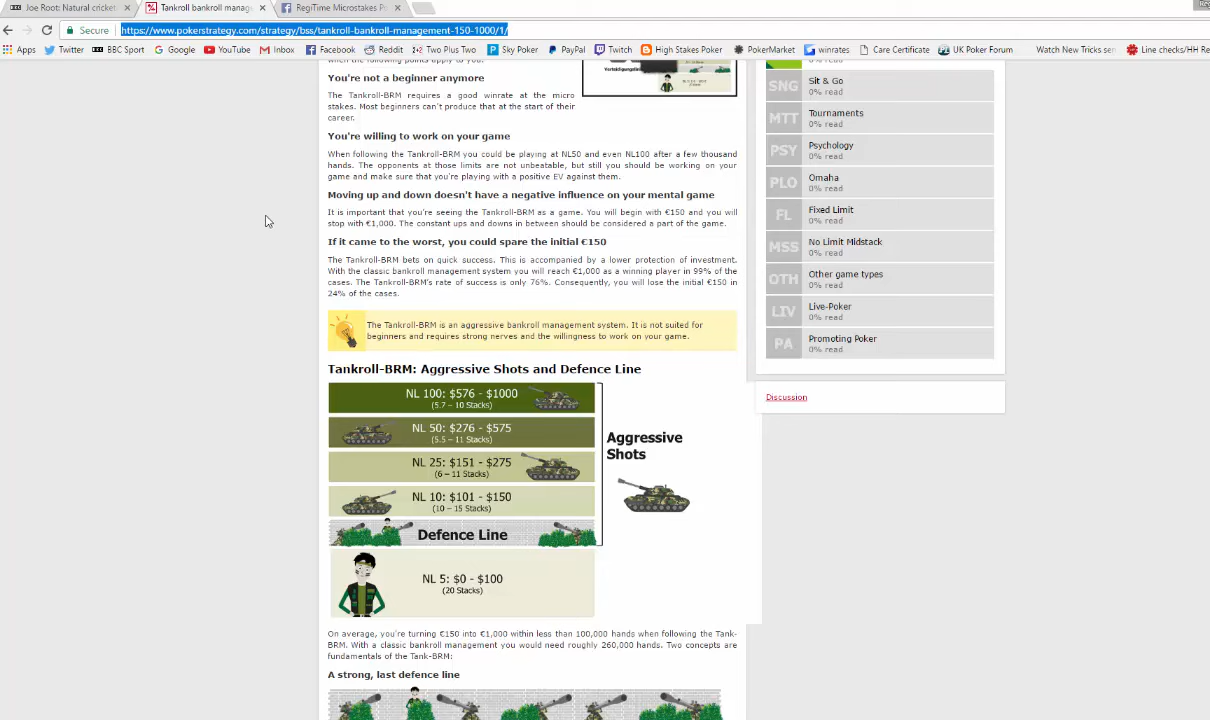 Joe Root: Natural cricketi
Tankroll bankroll manag
RegiTime Microstakes P
Secure
https://www.pokerstrategy.com/strategy/bss/tankroll-bankroll-management-150-1000/1/
Apps
Twitter
BBC Sport
Google
YouTube
Inbox
Facebook
Reddit
Two Plus Two
Sky Poker
PayPal
Twitch
High Stakes Poker
PokerMarket
winrates
Care Certificate
UK Poker Forum
Watch New Tricks seri
Line checks/HH Re
when the following points apply to you.
You're not a beginner anymore
The Tankroll-BRM requires a good winrate at the micro
stakes. Most beginners can't produce that at the start of their
career.
You're willing to work on your game
When following the Tankroll-BRM you could be playing at NL50 and even NL100 after a few thousand
hands. The opponents at those limits are not unbeatable, but still you should be working on your
game and make sure that you're playing with a positive EV against them.
Moving up and down doesn't have a negative influence on your mental game
It is important that you're seeing the Tankroll-BRM as a game. You will begin with €150 and you will
stop with €1,000. The constant ups and downs in between should be considered a part of the game.
If it came to the worst, you could spare the initial €150
The Tankroll-BRM bets on quick success. This is accompanied by a lower protection of investment.
With the classic bankroll management system you will reach €1,000 as a winning player in 99% of the
cases. The Tankroll-BRM's rate of success is only 76%. Consequently, you will lose the initial €150 in
24% of the cases.
The Tankroll-BRM is an aggressive bankroll management system. It is not suited for
beginners and requires strong nerves and the willingness to work on your game.
Tankroll-BRM: Aggressive Shots and Defence Line
NL 100: $576 - $1000
(5.7 – 10 Stacks)
NL 50: $276 - $575
(5.5 – 11 Stacks)
NL 25: $151 - $275
(6 – 11 Stacks)
NL 10: $101 - $150
(10 – 15 Stacks)
Defence Line
NL 5: $0 - $100
(20 Stacks)
Aggressive
Shots
On average, you're turning €150 into €1,000 within less than 100,000 hands when following the Tank-
BRM. With a classic bankroll management you would need roughly 260,000 hands. Two concepts are
fundamentals of the Tank-BRM:
A strong, last defence line
0% read
SNG
Sit & Go
0% read
MTT
Tournaments
0% read
PSY
Psychology
0% read
PLO
Omaha
0% read
FL
Fixed Limit
0% read
MSS
No Limit Midstack
0% read
OTH
Other game types
0% read
LIV
Live-Poker
0% read
PA
Promoting Poker
0% read
Discussion